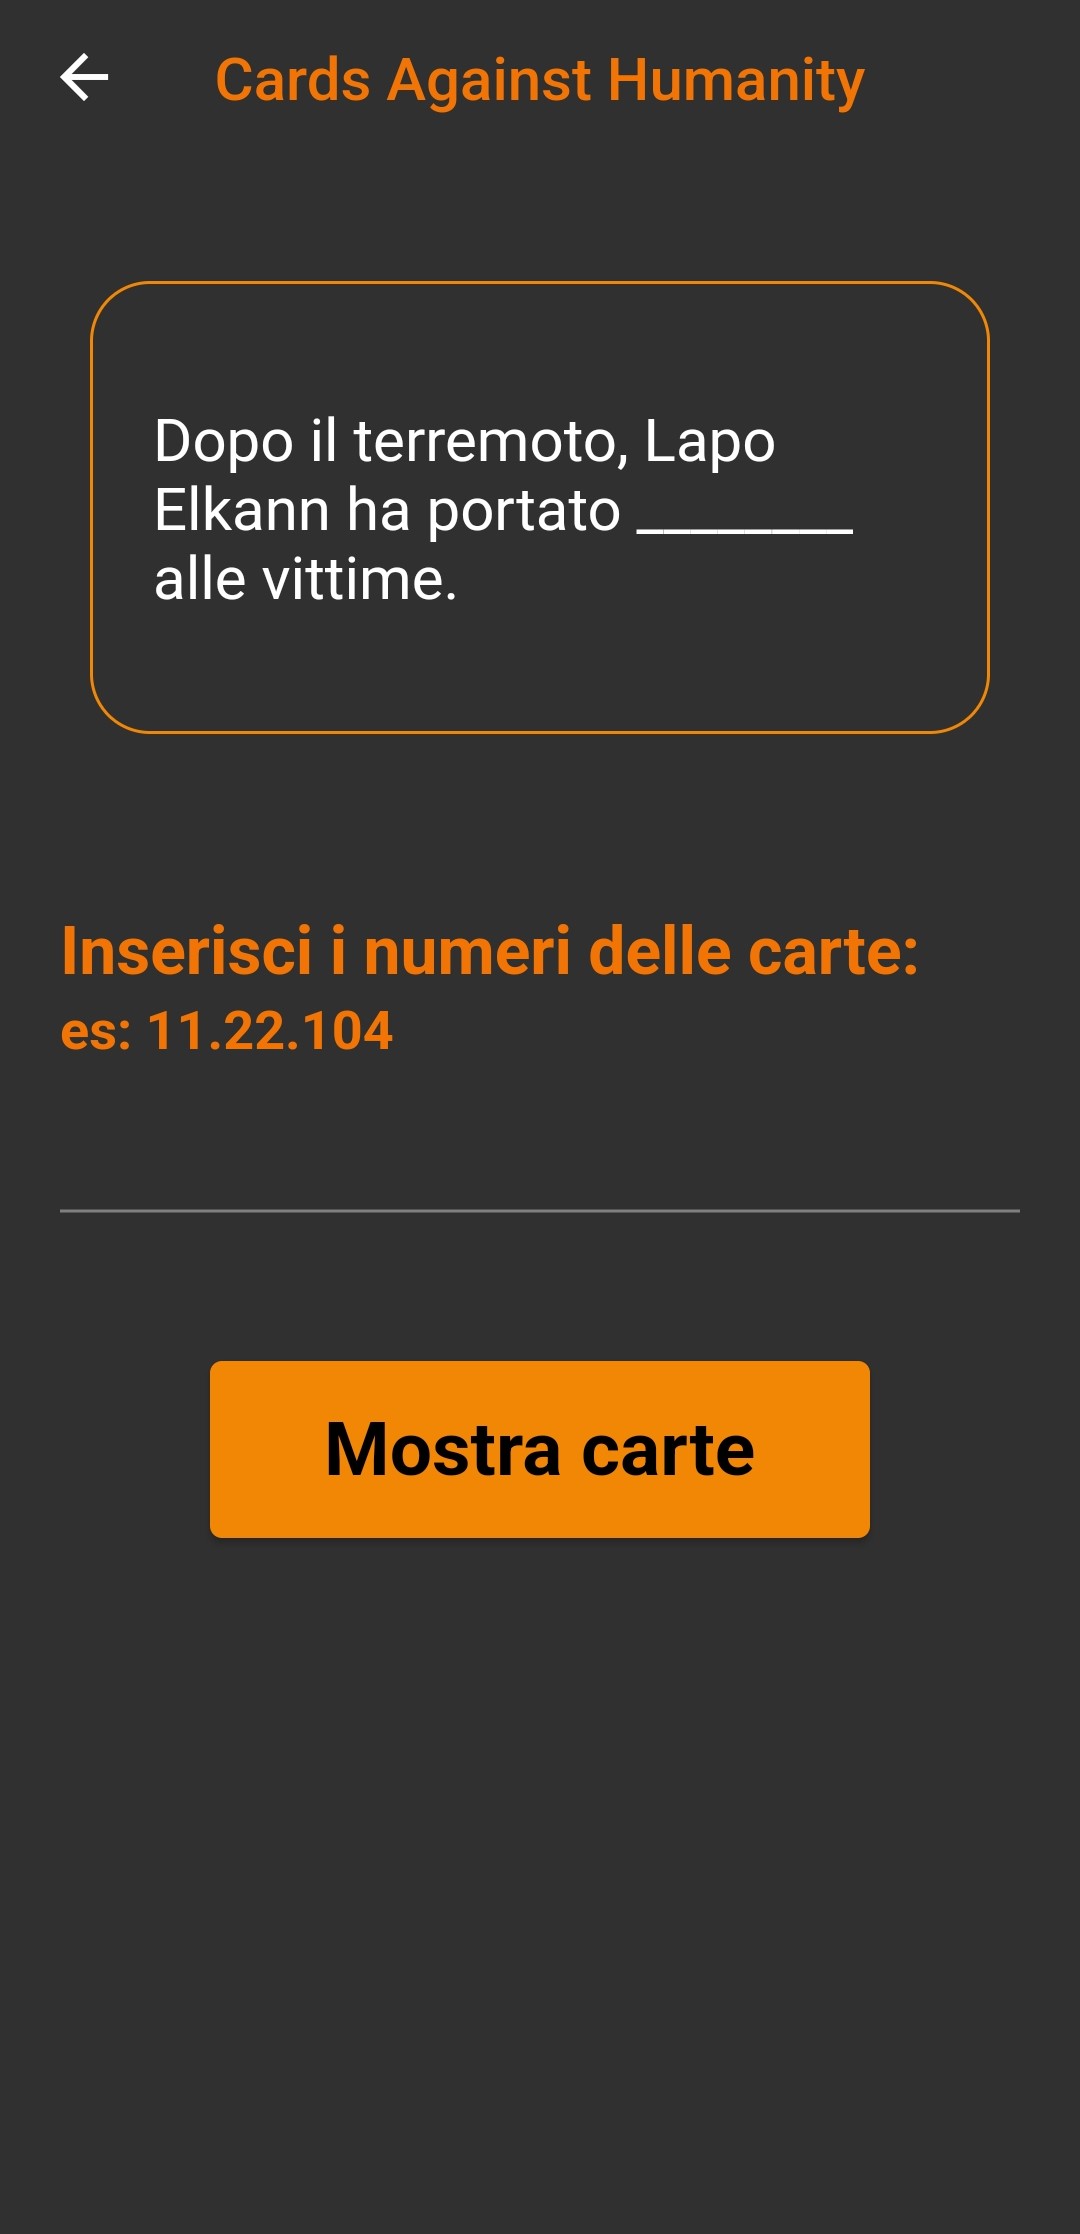 Cards Against Humanity
Dopo il terremoto, Lapo
Elkann ha portato ________
alle vittime.
Inserisci i numeri delle carte:
es: 11.22.104
Mostra carte